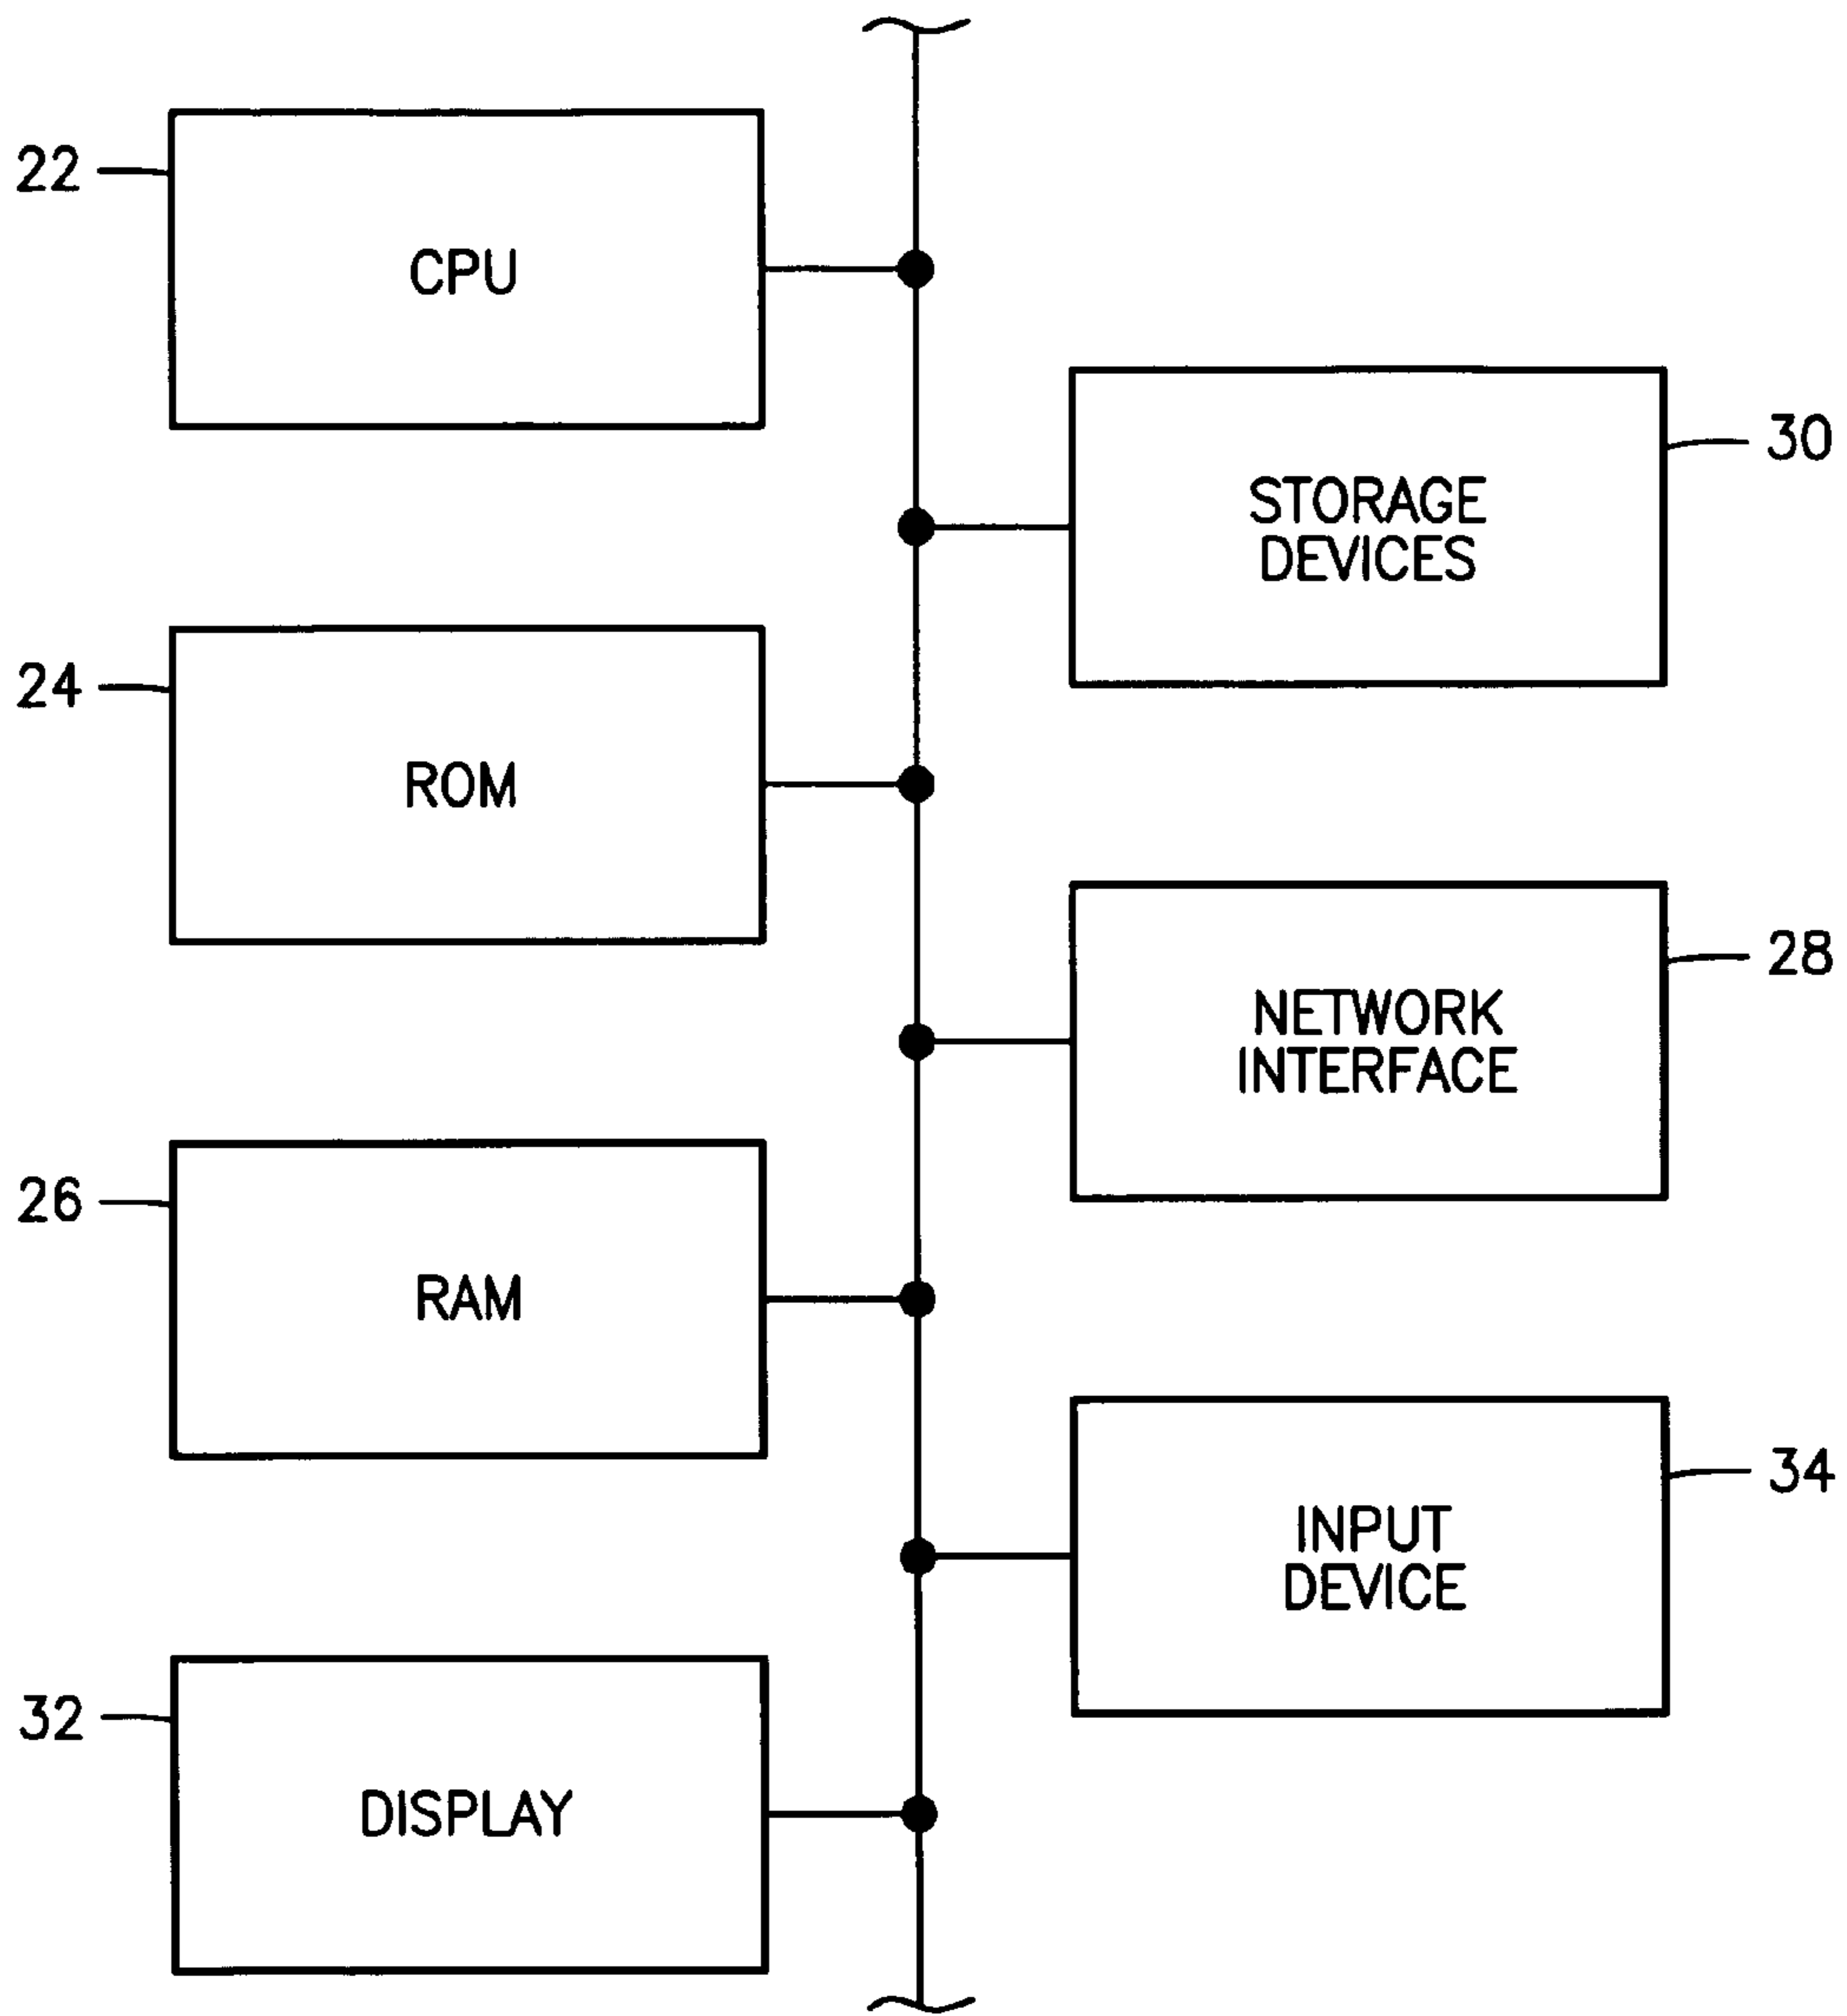 22
CPU
30
STORAGE
DEVICES
24
ROM
28
NETWORK
INTERFACE
26
RAM
34
INPUT
DEVICE
32
DISPLAY